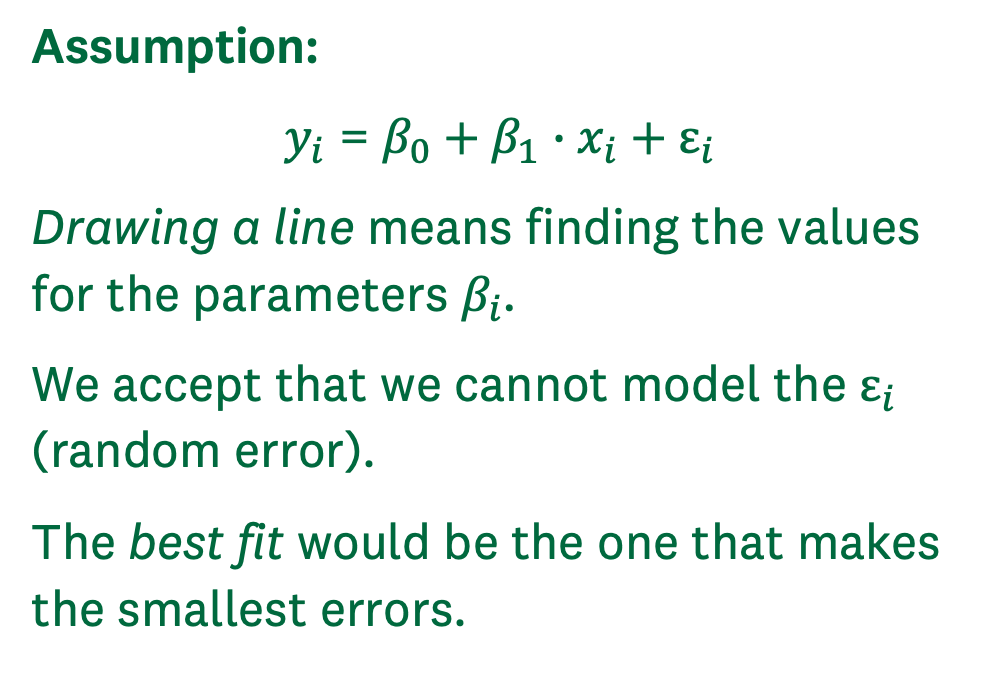 Assumption:
yᵢ = β₀ + β₁ · xᵢ + εᵢ
Drawing a line means finding the values
for the parameters βᵢ.
We accept that we cannot model the εᵢ
(random error).
The best fit would be the one that makes
the smallest errors.